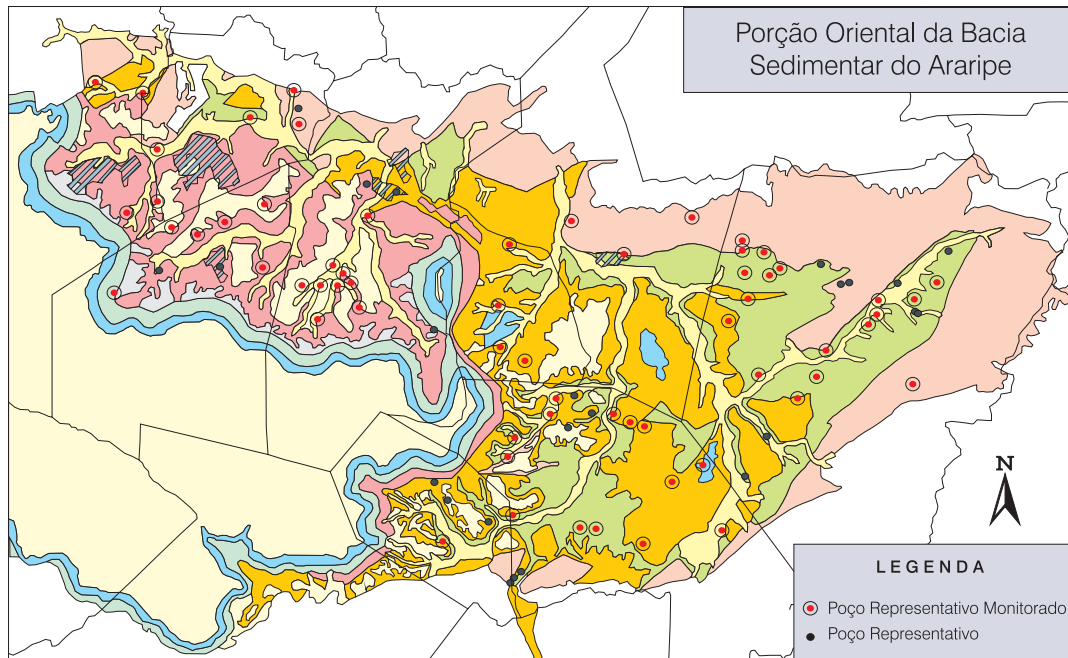 Porção Oriental da Bacia
Sedimentar do Araripe
N
LEGENDA
Poço Representativo Monitorado
Poço Representativo